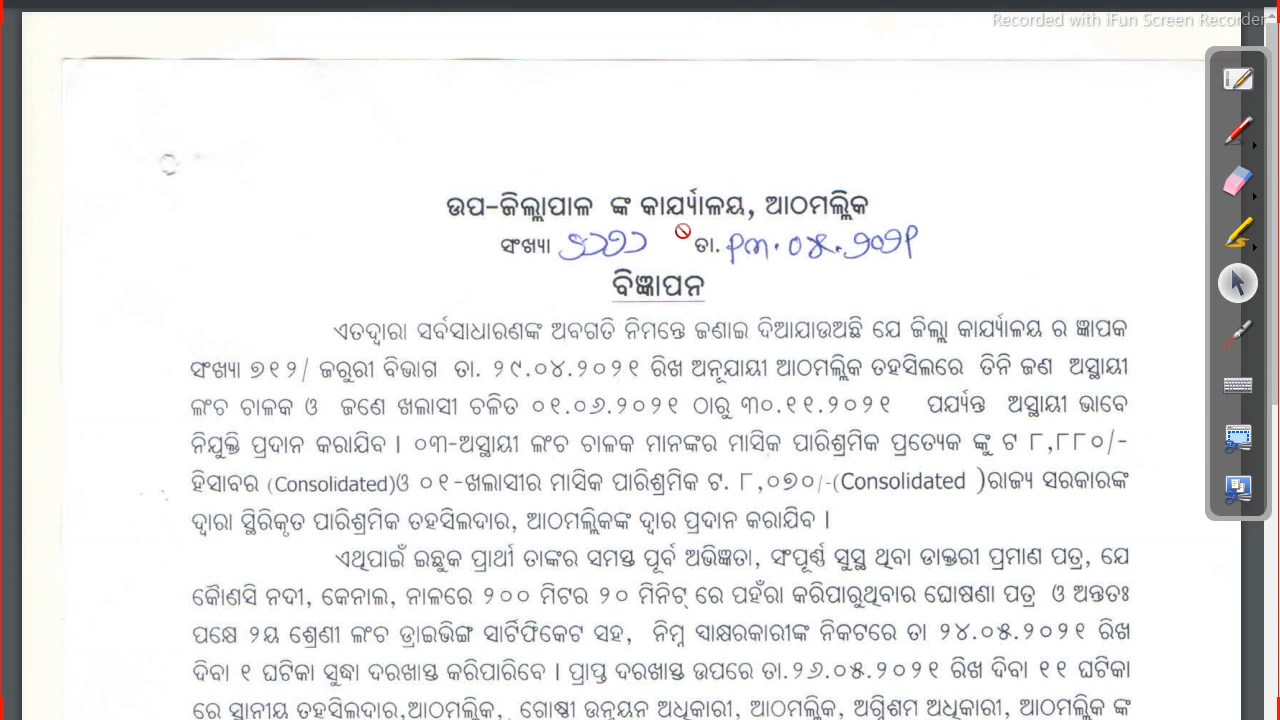 Recorded with iFun Screen Recorder
ଉପ-ଜିଲ୍ଲାପାଳ ଙ୍କ କାର୍ଯ୍ୟାଳୟ, ଆଠମଲ୍ଲିକ
ସଂଖ୍ୟା ତା.
ବିଜ୍ଞାପନ
ଏତଦ୍ୱାରା ସର୍ବସାଧାରଣଙ୍କ ଅବଗତି ନିମନ୍ତେ ଜଣାଇ ଦିଆଯାଉଅଛି ଯେ ଜିଲ୍ଲା କାର୍ଯ୍ୟାଳୟ ର ଜ୍ଞାପକ
ସଂଖ୍ୟା ୭୧୨/ ଜରୁରୀ ବିଭାଗ ତା. ୨୯.୦୪.୨୦୨୧ ରିଖ ଅନୂଯାୟୀ ଆଠମଲ୍ଲିକ ତହସିଲରେ ତିନି ଜଣ ଅସ୍ଥାୟୀ
ଲଂଚ ଚାଳକ ଓ ଜଣେ ଖଲାସୀ ଚଳିତ ୦୧.୦୬.୨୦୨୧ ଠାରୁ ୩୦.୧୧.୨୦୨୧ ପର୍ଯ୍ୟନ୍ତ ଅସ୍ଥାୟୀ ଭାବେ
ନିଯୁକ୍ତି ପ୍ରଦାନ କରାଯିବ । ୦୩-ଅସ୍ଥାୟୀ ଲଂଚ ଚାଳକ ମାନଙ୍କର ମାସିକ ପାରିଶ୍ରମିକ ପ୍ରତ୍ୟେକ ଙ୍କୁ ଟ ୮,୮୮୦/-
ହିସାବର (Consolidated)ଓ ୦୧-ଖଲାସୀର ମାସିକ ପାରିଶ୍ରମିକ ଟ. ୮,୦୭୦/-(Consolidated )ରାଜ୍ୟ ସରକାରଙ୍କ
ଦ୍ୱାରା ସ୍ଥିରିକୃତ ପାରିଶ୍ରମିକ ତହସିଲଦାର, ଆଠମଲ୍ଲିକଙ୍କ ଦ୍ୱାର ପ୍ରଦାନ କରାଯିବ ।
ଏଥିପାଇଁ ଇଛୁକ ପ୍ରାର୍ଥୀ ତାଙ୍କର ସମସ୍ତ ପୂର୍ବ ଅଭିଜ୍ଞତା, ସଂପୂର୍ଣ୍ଣ ସୁସ୍ଥ ଥିବା ଡାକ୍ତରୀ ପ୍ରମାଣ ପତ୍ର, ଯେ
କୌଣସି ନଦୀ, କେନାଲ, ନାଳରେ ୨୦୦ ମିଟର ୨୦ ମିନିଟ୍ ରେ ପହଁରା କରିପାରୁଥିବାର ଘୋଷଣା ପତ୍ର ଓ ଅନ୍ତତଃ
ପକ୍ଷେ ୨ୟ ଶ୍ରେଣୀ ଲଂଚ ଡ୍ରାଇଭିଙ୍ଗ ସାର୍ଟିଫିକେଟ ସହ, ନିମ୍ନ ସାକ୍ଷରକାରୀଙ୍କ ନିକଟରେ ତା ୨୪.୦୫.୨୦୨୧ ରିଖ
ଦିବା ୧ ଘଟିକା ସୁଦ୍ଧା ଦରଖାସ୍ତ କରିପାରିବେ । ପ୍ରାପ୍ତ ଦରଖାସ୍ତ ଉପରେ ତା.୨୬.୦୫.୨୦୨୧ ରିଖ ଦିବା ୧୧ ଘଟିକା
ରେ ସ୍ଥାନୀୟ ତହସିଲଦାର,ଆଠମଲ୍ଲିକ, ଗୋଷ୍ଠୀ ଉନ୍ନୟନ ଅଧିକାରୀ, ଆଠମଲ୍ଲିକ, ଅଗ୍ନିଶମ ଅଧିକାରୀ, ଆଠମଲ୍ଲିକ ଙ୍କ